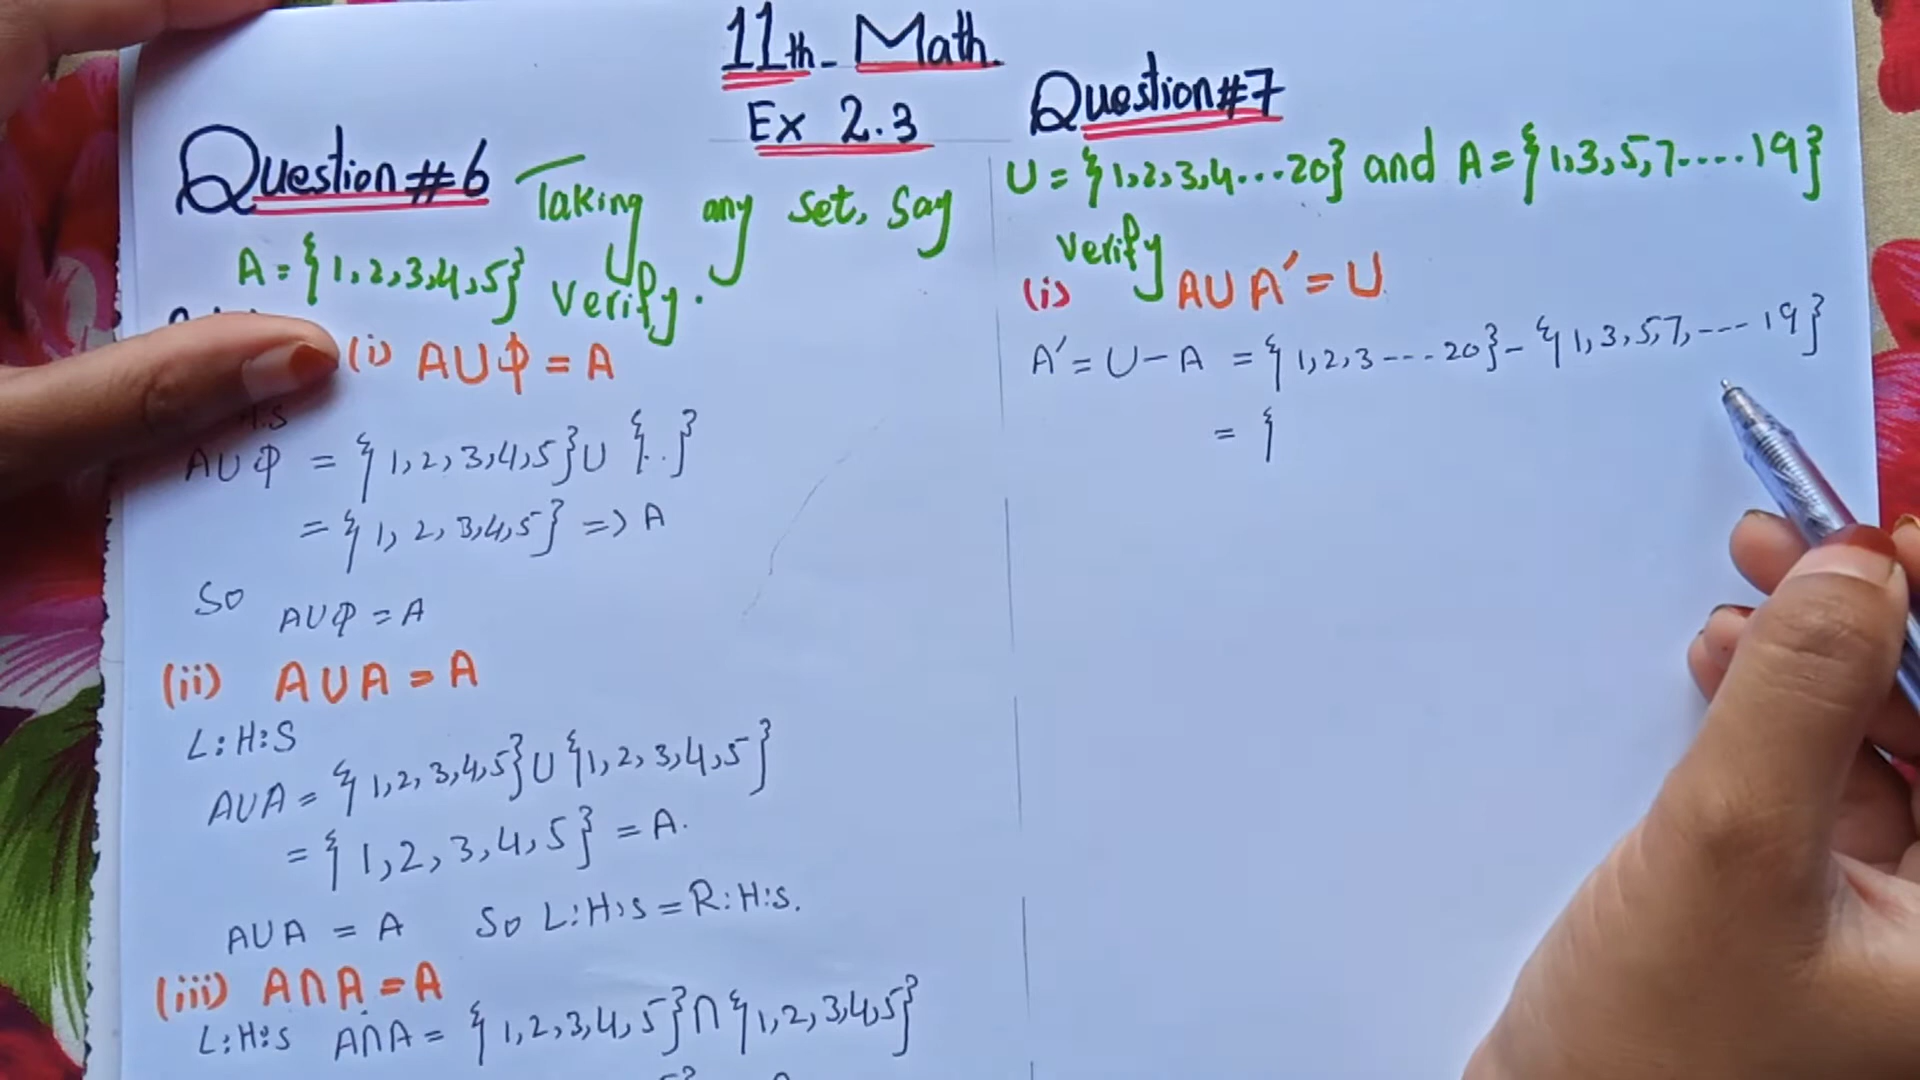 11th - Math.
Ex 2.3
Question #6
Taking any set, say
A = {1,2,3,4,5} verify.
(i) A∪φ = A
H:S
A∪φ = {1,2,3,4,5}∪{..}
= {1,2,3,4,5} => A
So A∪φ = A
(ii) A∪A = A
L:H:S
A∪A = {1,2,3,4,5}∪{1,2,3,4,5}
= {1,2,3,4,5} = A.
A∪A = A So L:H:S = R:H:S.
(iii) A∩A = A
L:H:S A∩A = {1,2,3,4,5}∩{1,2,3,4,5}
Question #7
U = {1,2,3,4...20} and A = {1,3,5,7.....19}
verify
(i) A∪A′ = U
A′ = U - A = {1,2,3---.20} - {1,3,5,7,---19}
= {